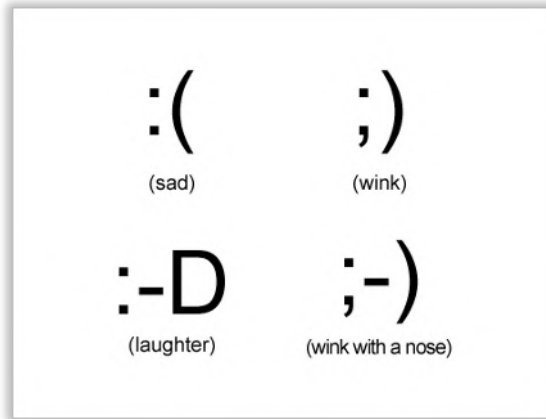 :( ;)
(sad) (wink)
:-D ;-)
(laughter) (wink with a nose)